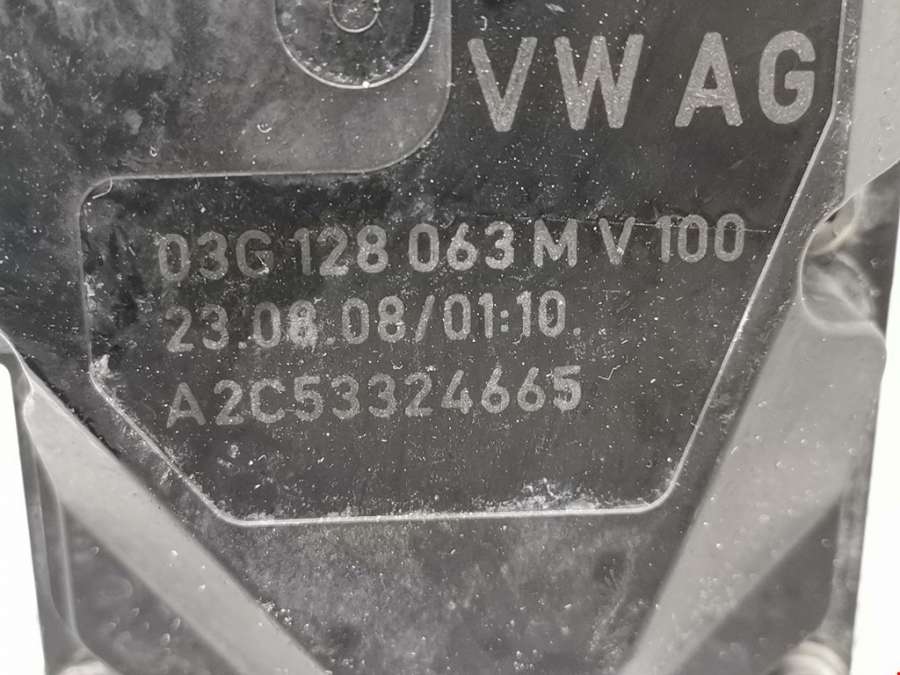 VW AG
03G 128 063 M V 100
23.08.08/01:10.
A2C53324665